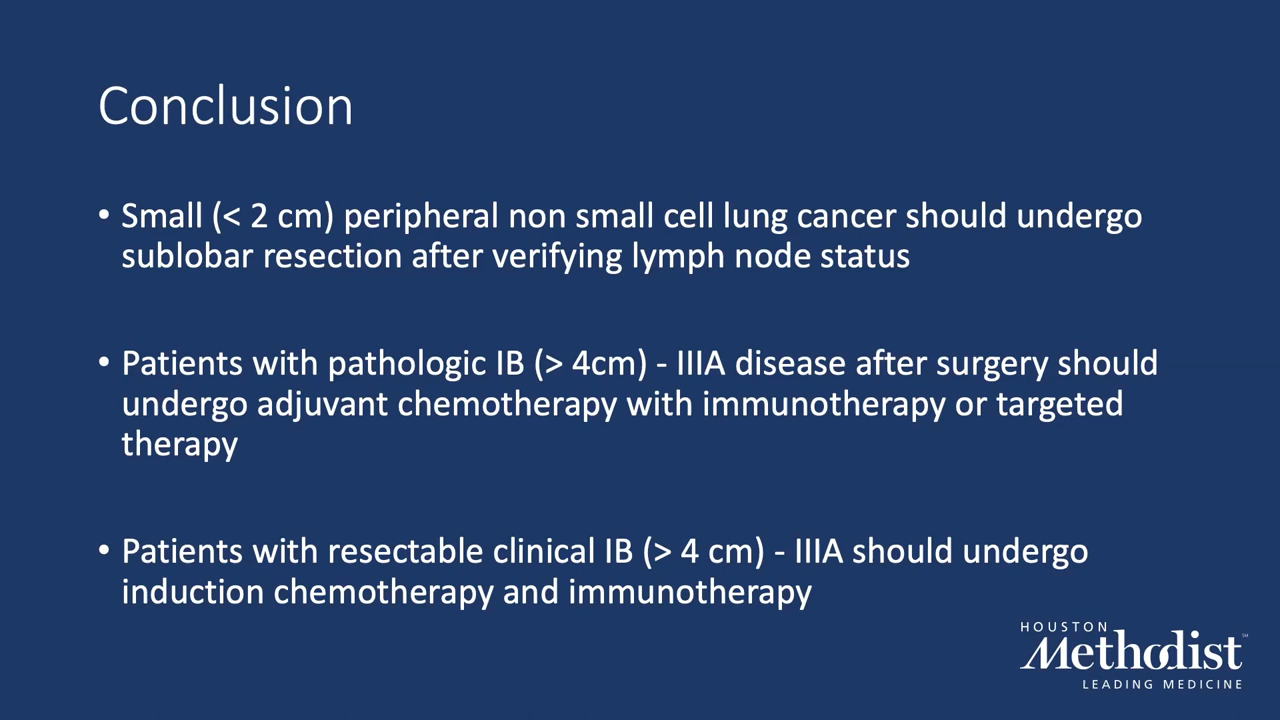 Conclusion
• Small (< 2 cm) peripheral non small cell lung cancer should undergo
sublobar resection after verifying lymph node status
• Patients with pathologic IB (> 4cm) - IIIA disease after surgery should
undergo adjuvant chemotherapy with immunotherapy or targeted
therapy
• Patients with resectable clinical IB (> 4 cm) - IIIA should undergo
induction chemotherapy and immunotherapy
HOUSTON
Methodist℠
LEADING MEDICINE